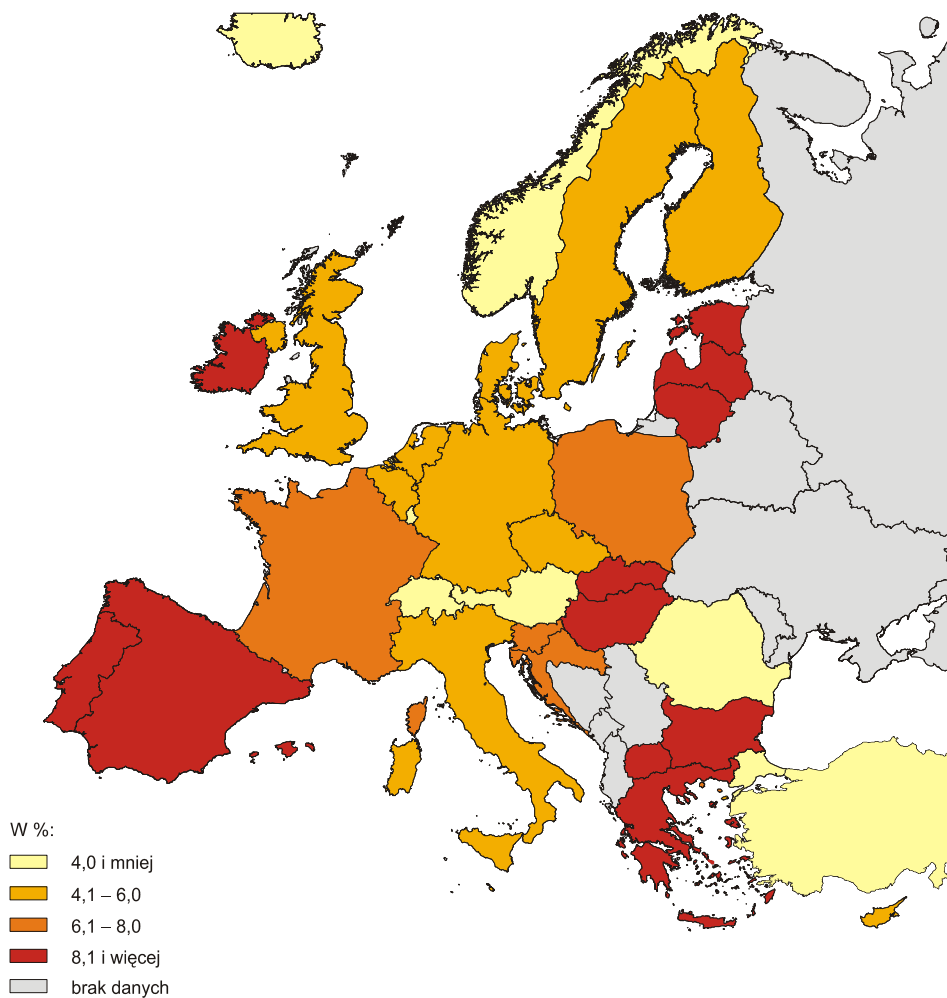 W %:
4,0 i mniej
4,1 – 6,0
6,1 – 8,0
8,1 i więcej
brak danych